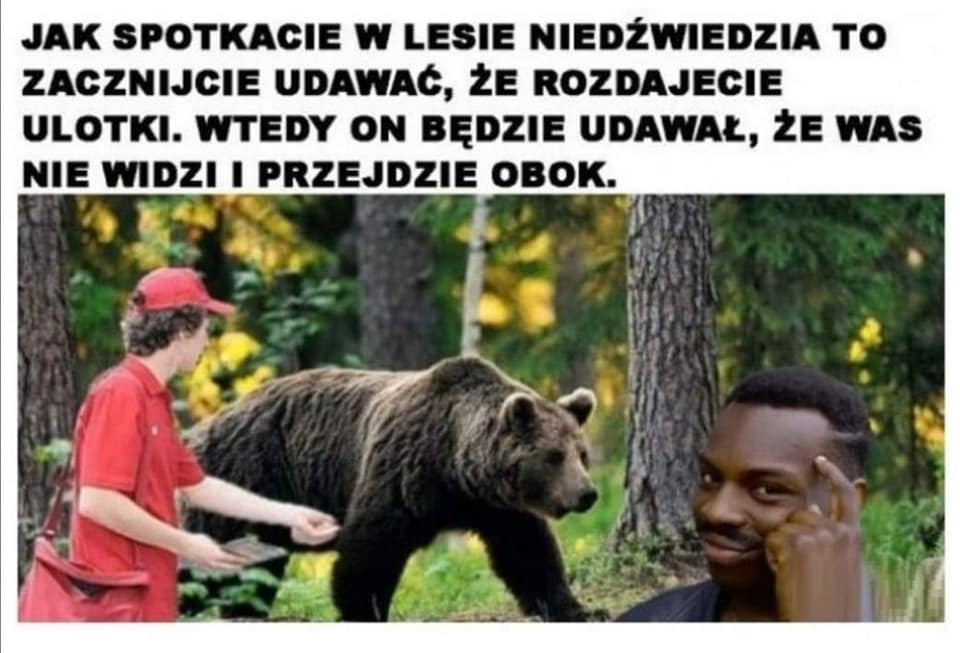 JAK SPOTKACIE W LESIE NIEDŹWIEDZIA TO
ZACZNIJCIE UDAWAĆ, ŻE ROZDAJECIE
ULOTKI. WTEDY ON BĘDZIE UDAWAŁ, ŻE WAS
NIE WIDZI I PRZEJDZIE OBOK.